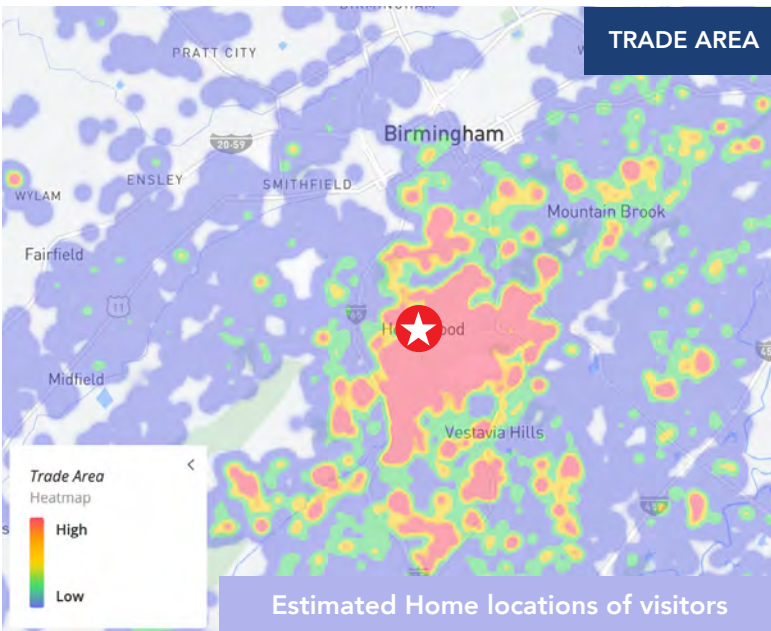 BIRMINGHAM
TRADE AREA
PRATT CITY
Birmingham
20-59
ENSLEY
SMITHFIELD
WYLAM
Mountain Brook
Fairfield
11
65
Midfield
Vestavia Hills
Trade Area
Heatmap
High
Low
Estimated Home locations of visitors